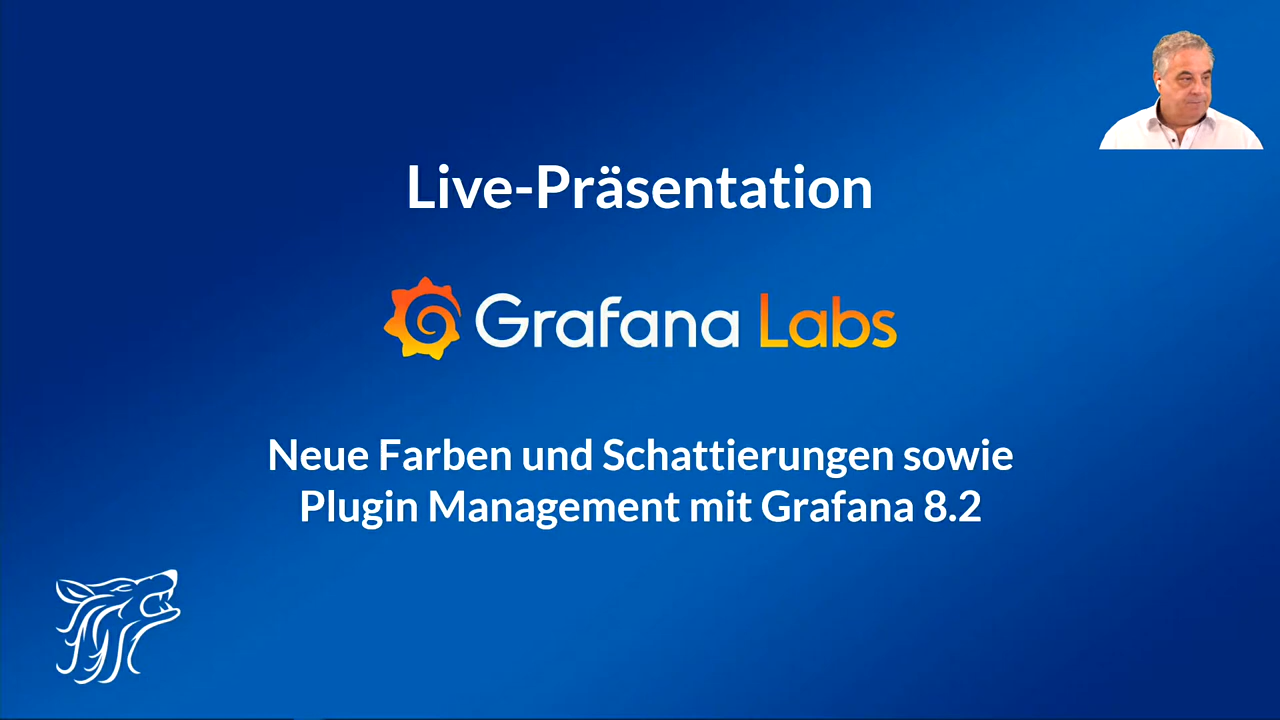 Live-Präsentation
Grafana Labs
Neue Farben und Schattierungen sowie
Plugin Management mit Grafana 8.2